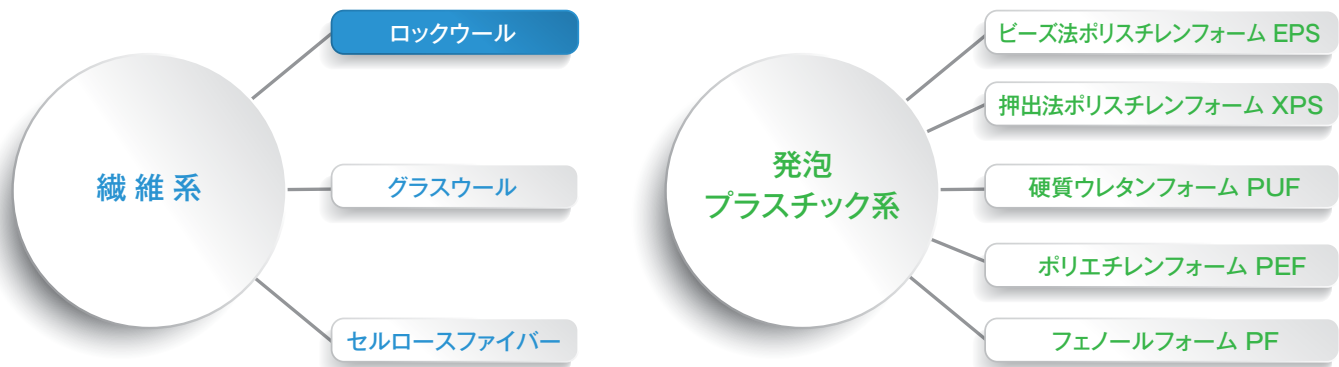 繊維系
ロックウール
グラスウール
セルロースファイバー
発泡
プラスチック系
ビーズ法ポリスチレンフォーム EPS
押出法ポリスチレンフォーム XPS
硬質ウレタンフォーム PUF
ポリエチレンフォーム PEF
フェノールフォーム PF